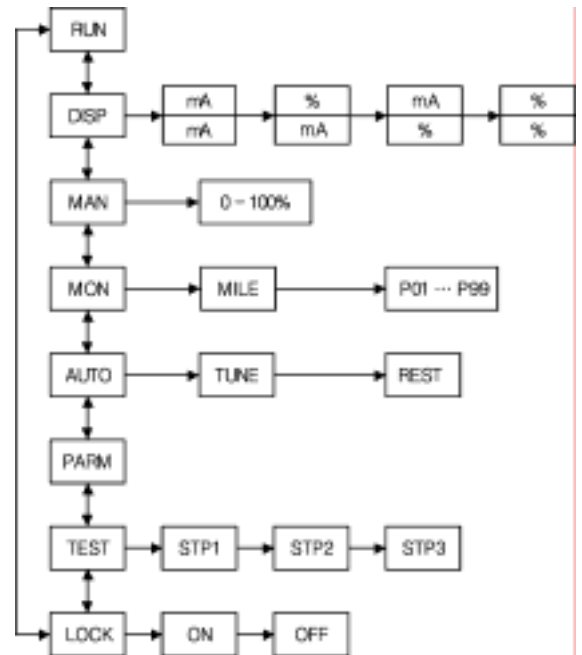 RUN
DISP mA % mA %
mA mA % %
MAN 0 – 100%
MON MILE P01 ··· P99
AUTO TUNE REST
PARM
TEST STP1 STP2 STP3
LOCK ON OFF